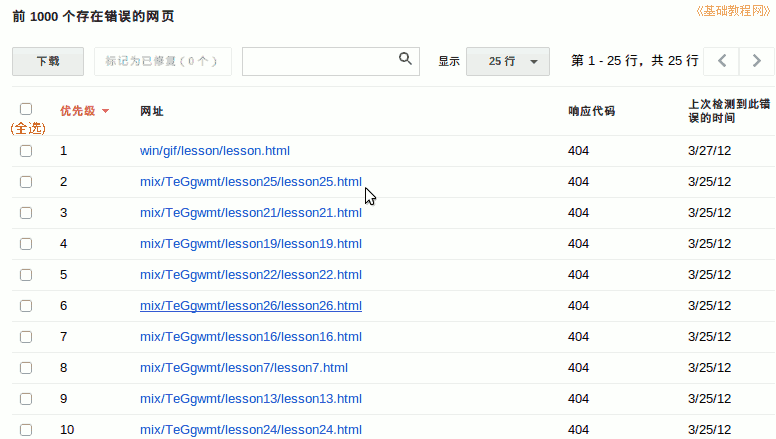 前 1000 个存在错误的网页
《基础教程网》
下载 标记为已修复 ( 0 个 ) 显示 25 行 第 1 - 25 行，共 25 行
优先级 网址 响应代码 上次检测到此错
误的时间
(全选)
1 win/gif/lesson/lesson.html 404 3/27/12
2 mix/TeGgwmt/lesson25/lesson25.html 404 3/25/12
3 mix/TeGgwmt/lesson21/lesson21.html 404 3/25/12
4 mix/TeGgwmt/lesson19/lesson19.html 404 3/25/12
5 mix/TeGgwmt/lesson22/lesson22.html 404 3/25/12
6 mix/TeGgwmt/lesson26/lesson26.html 404 3/25/12
7 mix/TeGgwmt/lesson16/lesson16.html 404 3/25/12
8 mix/TeGgwmt/lesson7/lesson7.html 404 3/25/12
9 mix/TeGgwmt/lesson13/lesson13.html 404 3/25/12
10 mix/TeGgwmt/lesson24/lesson24.html 404 3/25/12